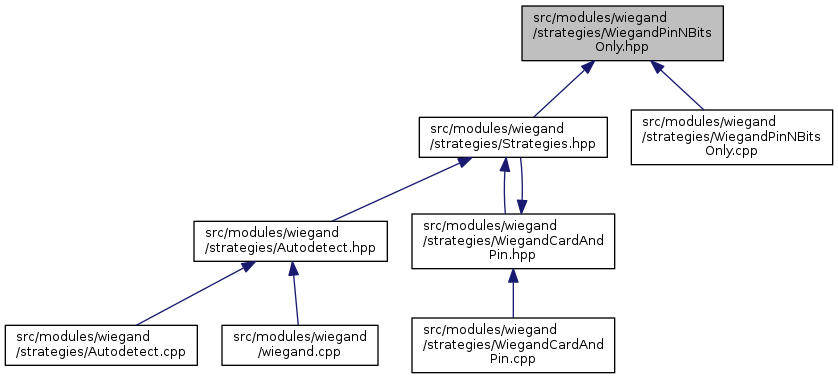 src/modules/wiegand
/strategies/WiegandPinNBits
Only.hpp
src/modules/wiegand
/strategies/Strategies.hpp
src/modules/wiegand
/strategies/WiegandPinNBits
Only.cpp
src/modules/wiegand
/strategies/Autodetect.hpp
src/modules/wiegand
/strategies/WiegandCardAnd
Pin.hpp
src/modules/wiegand
/strategies/Autodetect.cpp
src/modules/wiegand
/wiegand.cpp
src/modules/wiegand
/strategies/WiegandCardAnd
Pin.cpp